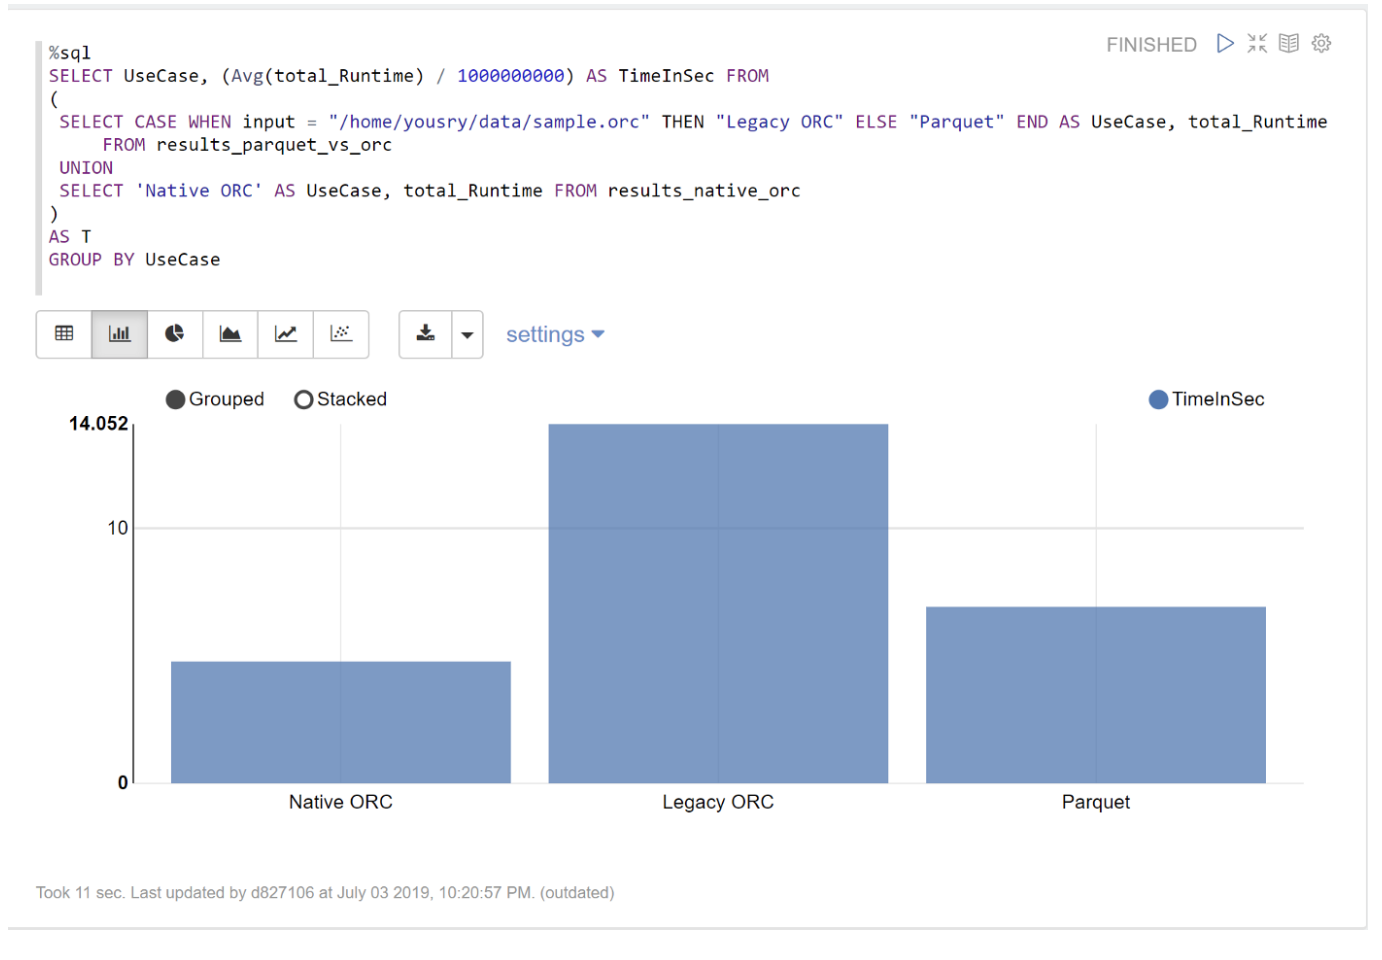 FINISHED
%sql
SELECT UseCase, (Avg(total_Runtime) / 1000000000) AS TimeInSec FROM
(
SELECT CASE WHEN input = "/home/yousry/data/sample.orc" THEN "Legacy ORC" ELSE "Parquet" END AS UseCase, total_Runtime
FROM results_parquet_vs_orc
UNION
SELECT 'Native ORC' AS UseCase, total_Runtime FROM results_native_orc
)
AS T
GROUP BY UseCase
settings
Grouped Stacked TimeInSec
14.052
10
0
Native ORC Legacy ORC Parquet
Took 11 sec. Last updated by d827106 at July 03 2019, 10:20:57 PM. (outdated)